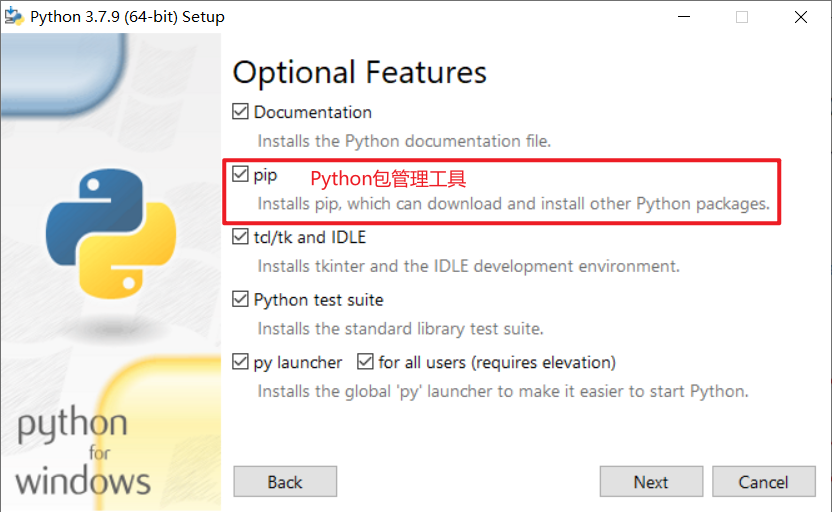 Python 3.7.9 (64-bit) Setup
Optional Features
Documentation
Installs the Python documentation file.
pip Python包管理工具
Installs pip, which can download and install other Python packages.
tcl/tk and IDLE
Installs tkinter and the IDLE development environment.
Python test suite
Installs the standard library test suite.
py launcher for all users (requires elevation)
Installs the global 'py' launcher to make it easier to start Python.
python
for
windows
Back Next Cancel